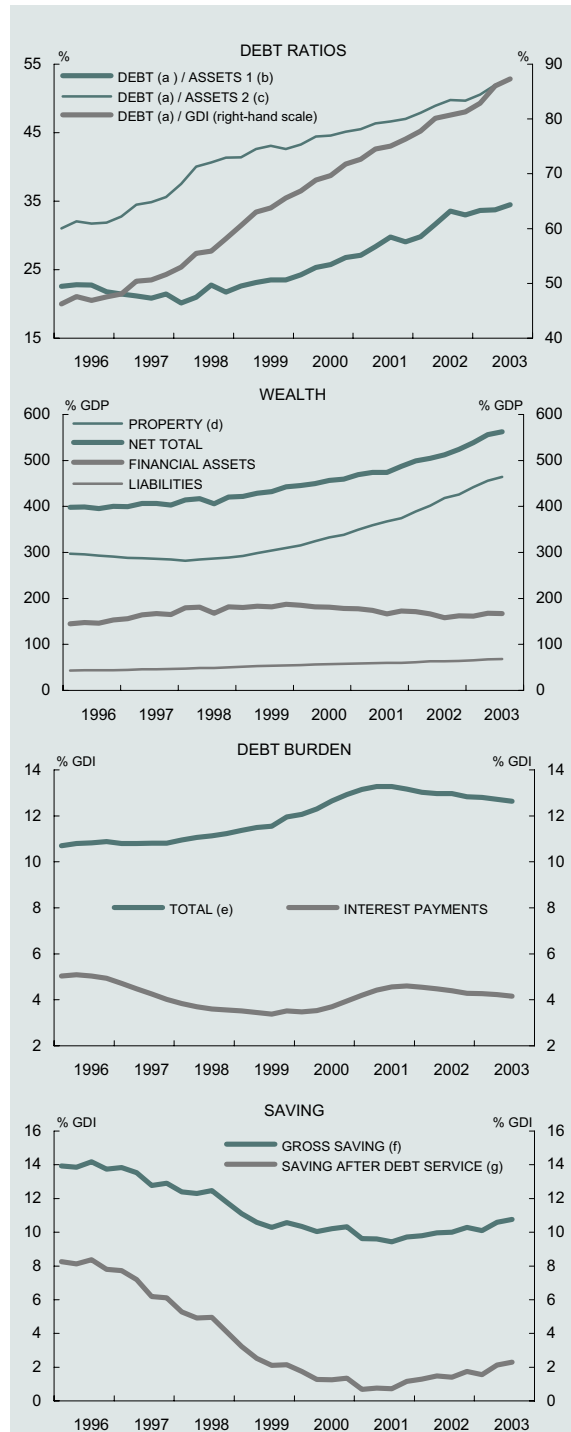 DEBT RATIOS
% %
DEBT (a ) / ASSETS 1 (b)
DEBT (a) / ASSETS 2 (c)
DEBT (a) / GDI (right-hand scale)
55 90
80
45
70
35
60
25
50
15 40
1996 1997 1998 1999 2000 2001 2002 2003
WEALTH
% GDP % GDP
PROPERTY (d)
NET TOTAL
FINANCIAL ASSETS
LIABILITIES
600 600
500 500
400 400
300 300
200 200
100 100
0 0
1996 1997 1998 1999 2000 2001 2002 2003
DEBT BURDEN
% GDI % GDI
14 14
12 12
10 10
8 8
TOTAL (e) INTEREST PAYMENTS
6 6
4 4
2 2
1996 1997 1998 1999 2000 2001 2002 2003
SAVING
% GDI % GDI
16 16
GROSS SAVING (f)
SAVING AFTER DEBT SERVICE (g)
14 14
12 12
10 10
8 8
6 6
4 4
2 2
0 0
1996 1997 1998 1999 2000 2001 2002 2003